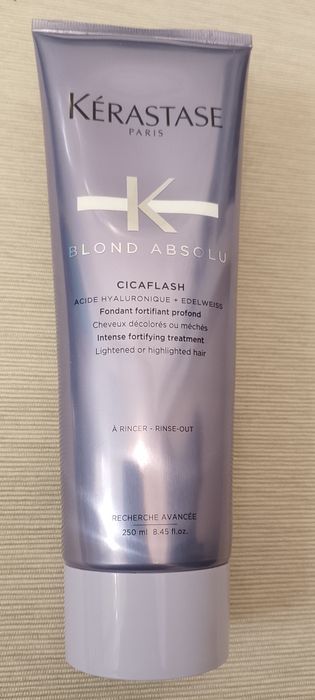 KÉRASTASE
PARIS
K
BLOND ABSOLU
CICAFLASH
ACIDE HYALURONIQUE + EDELWEISS
Fondant fortifiant profond
Cheveux décolorés ou méchés
Intense fortifying treatment
Lightened or highlighted hair
À RINCER - RINSE-OUT
RECHERCHE AVANCÉE
250 ml 8.45 fl.oz.